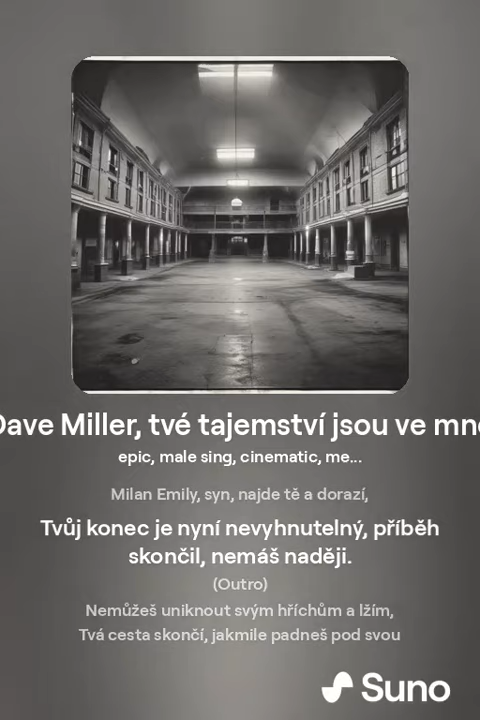 Dave Miller, tvé tajemství jsou ve mně
epic, male sing, cinematic, me...
Milan Emily, syn, najde tě a dorazí,
Tvůj konec je nyní nevyhnutelný, příběh
skončil, nemáš naději.
(Outro)
Nemůžeš uniknout svým hříchům a lžím,
Tvá cesta skončí, jakmile padneš pod svou
Suno